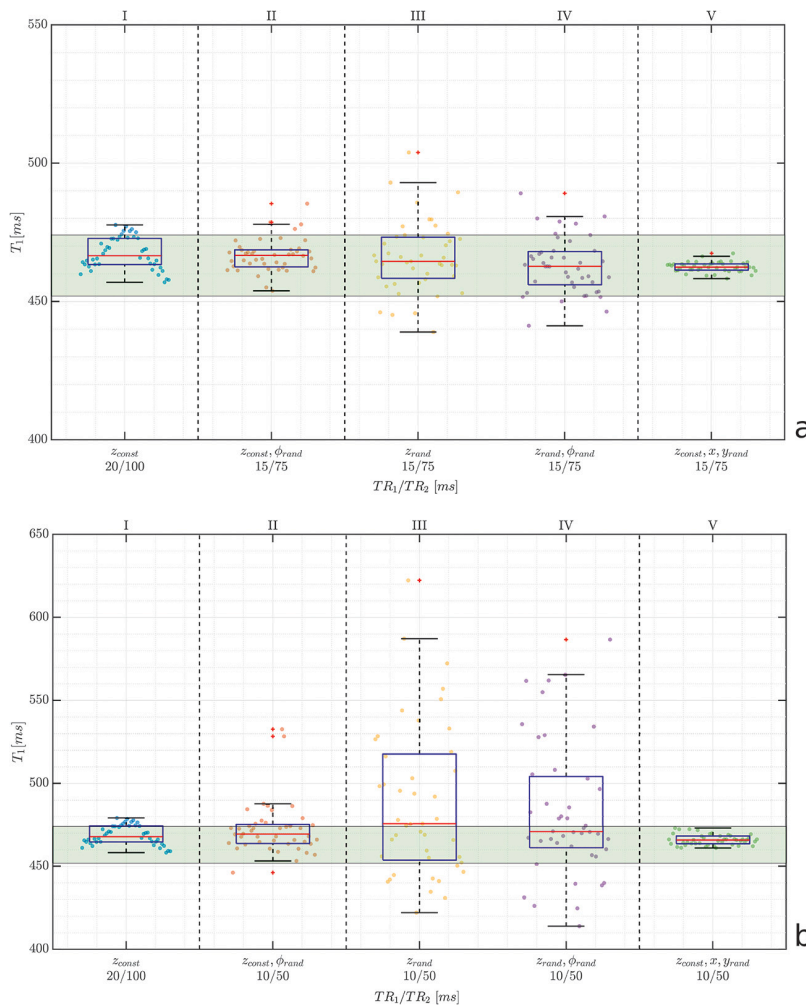 I II III IV V
550
500
450
400
T₁[ms]
z_const z_const, ϕ_rand z_rand z_rand, ϕ_rand z_const, x, y_rand
20/100 15/75 15/75 15/75 15/75
TR₁/TR₂ [ms]
a
I II III IV V
650
600
550
500
450
400
T₁[ms]
z_const z_const, ϕ_rand z_rand z_rand, ϕ_rand z_const, x, y_rand
20/100 10/50 10/50 10/50 10/50
TR₁/TR₂ [ms]
b